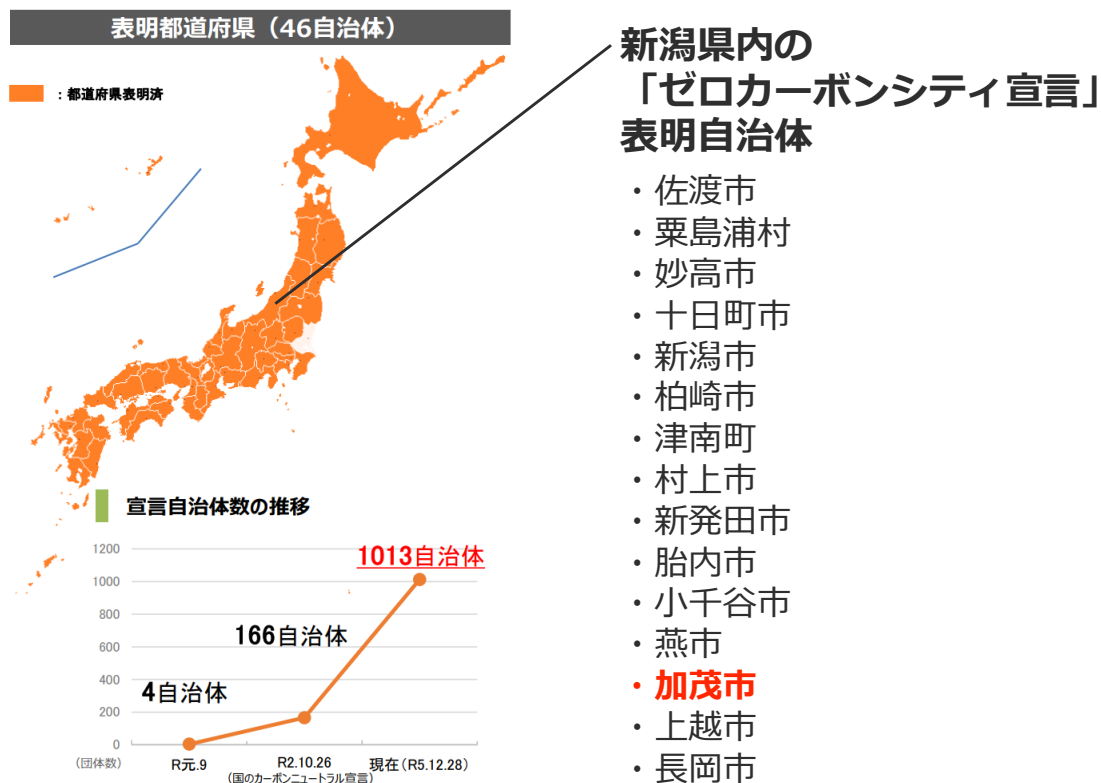 表明都道府県（46自治体）
：都道府県表明済
新潟県内の
「ゼロカーボンシティ宣言」
表明自治体
・佐渡市
・粟島浦村
・妙高市
・十日町市
・新潟市
・柏崎市
・津南町
・村上市
・新発田市
・胎内市
・小千谷市
・燕市
・加茂市
・上越市
・長岡市
宣言自治体数の推移
1200
1000
800
600
400
200
0
（団体数）
4自治体
166自治体
1013自治体
R元.9
R2.10.26
（国のカーボンニュートラル宣言）
現在（R5.12.28）